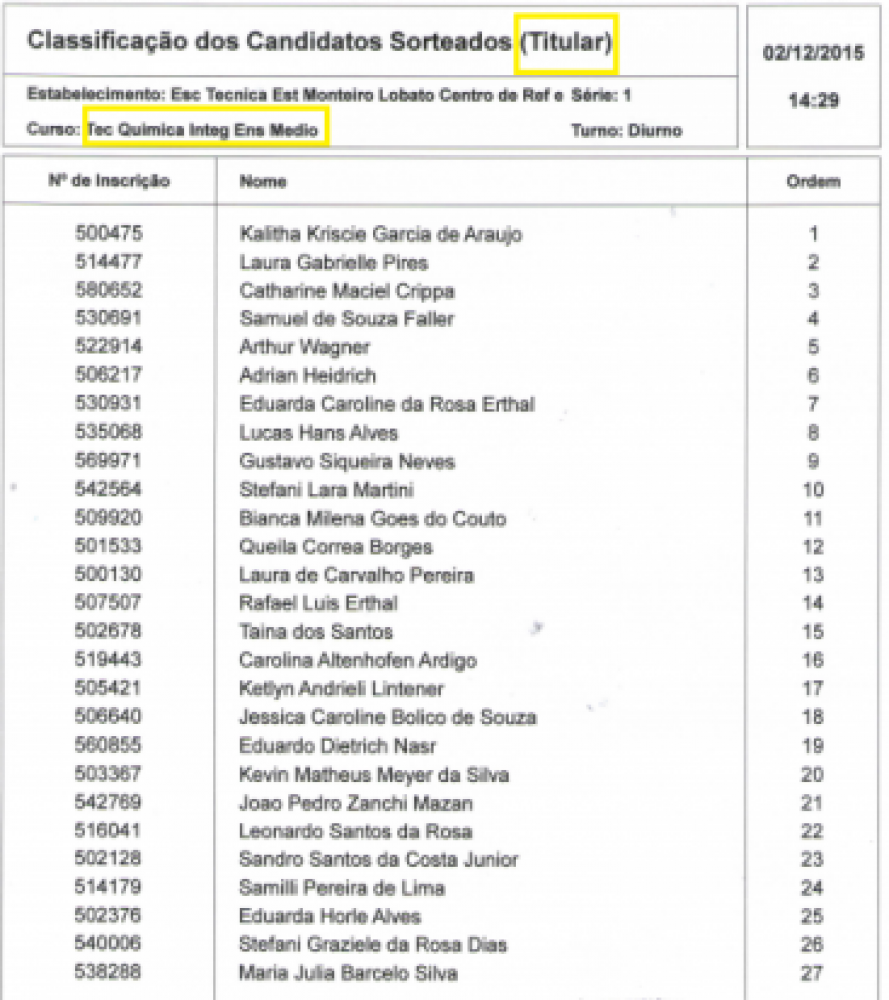 Classificação dos Candidatos Sorteados (Titular)
02/12/2015
Estabelecimento: Esc Tecnica Est Monteiro Lobato Centro de Ref e Série: 1
14:29
Curso: Tec Quimica Integ Ens Medio Turno: Diurno
Nº de Inscrição Nome Ordem
500475 Kalitha Kriscie Garcia de Araujo 1
514477 Laura Gabrielle Pires 2
580652 Catharine Maciel Crippa 3
530691 Samuel de Souza Faller 4
522914 Arthur Wagner 5
506217 Adrian Heidrich 6
530931 Eduarda Caroline da Rosa Erthal 7
535068 Lucas Hans Alves 8
569971 Gustavo Siqueira Neves 9
542564 Stefani Lara Martini 10
509920 Bianca Milena Goes do Couto 11
501533 Queila Correa Borges 12
500130 Laura de Carvalho Pereira 13
507507 Rafael Luis Erthal 14
502678 Taina dos Santos 15
519443 Carolina Altenhofen Ardigo 16
505421 Ketlyn Andrieli Lintener 17
506640 Jessica Caroline Bolico de Souza 18
560855 Eduardo Dietrich Nasr 19
503367 Kevin Matheus Meyer da Silva 20
542769 Joao Pedro Zanchi Mazan 21
516041 Leonardo Santos da Rosa 22
502128 Sandro Santos da Costa Junior 23
514179 Samilli Pereira de Lima 24
502376 Eduarda Horle Alves 25
540006 Stefani Graziele da Rosa Dias 26
538288 Maria Julia Barcelo Silva 27